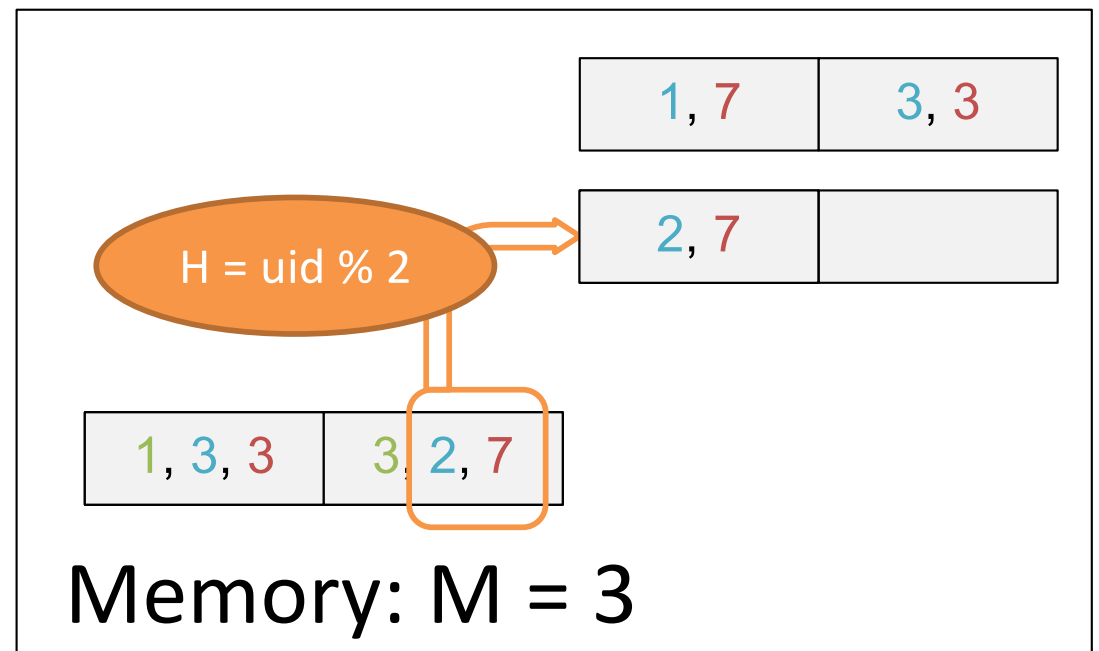 1, 7 3, 3
2, 7
H = uid % 2
1, 3, 3 3, 2, 7
Memory: M = 3